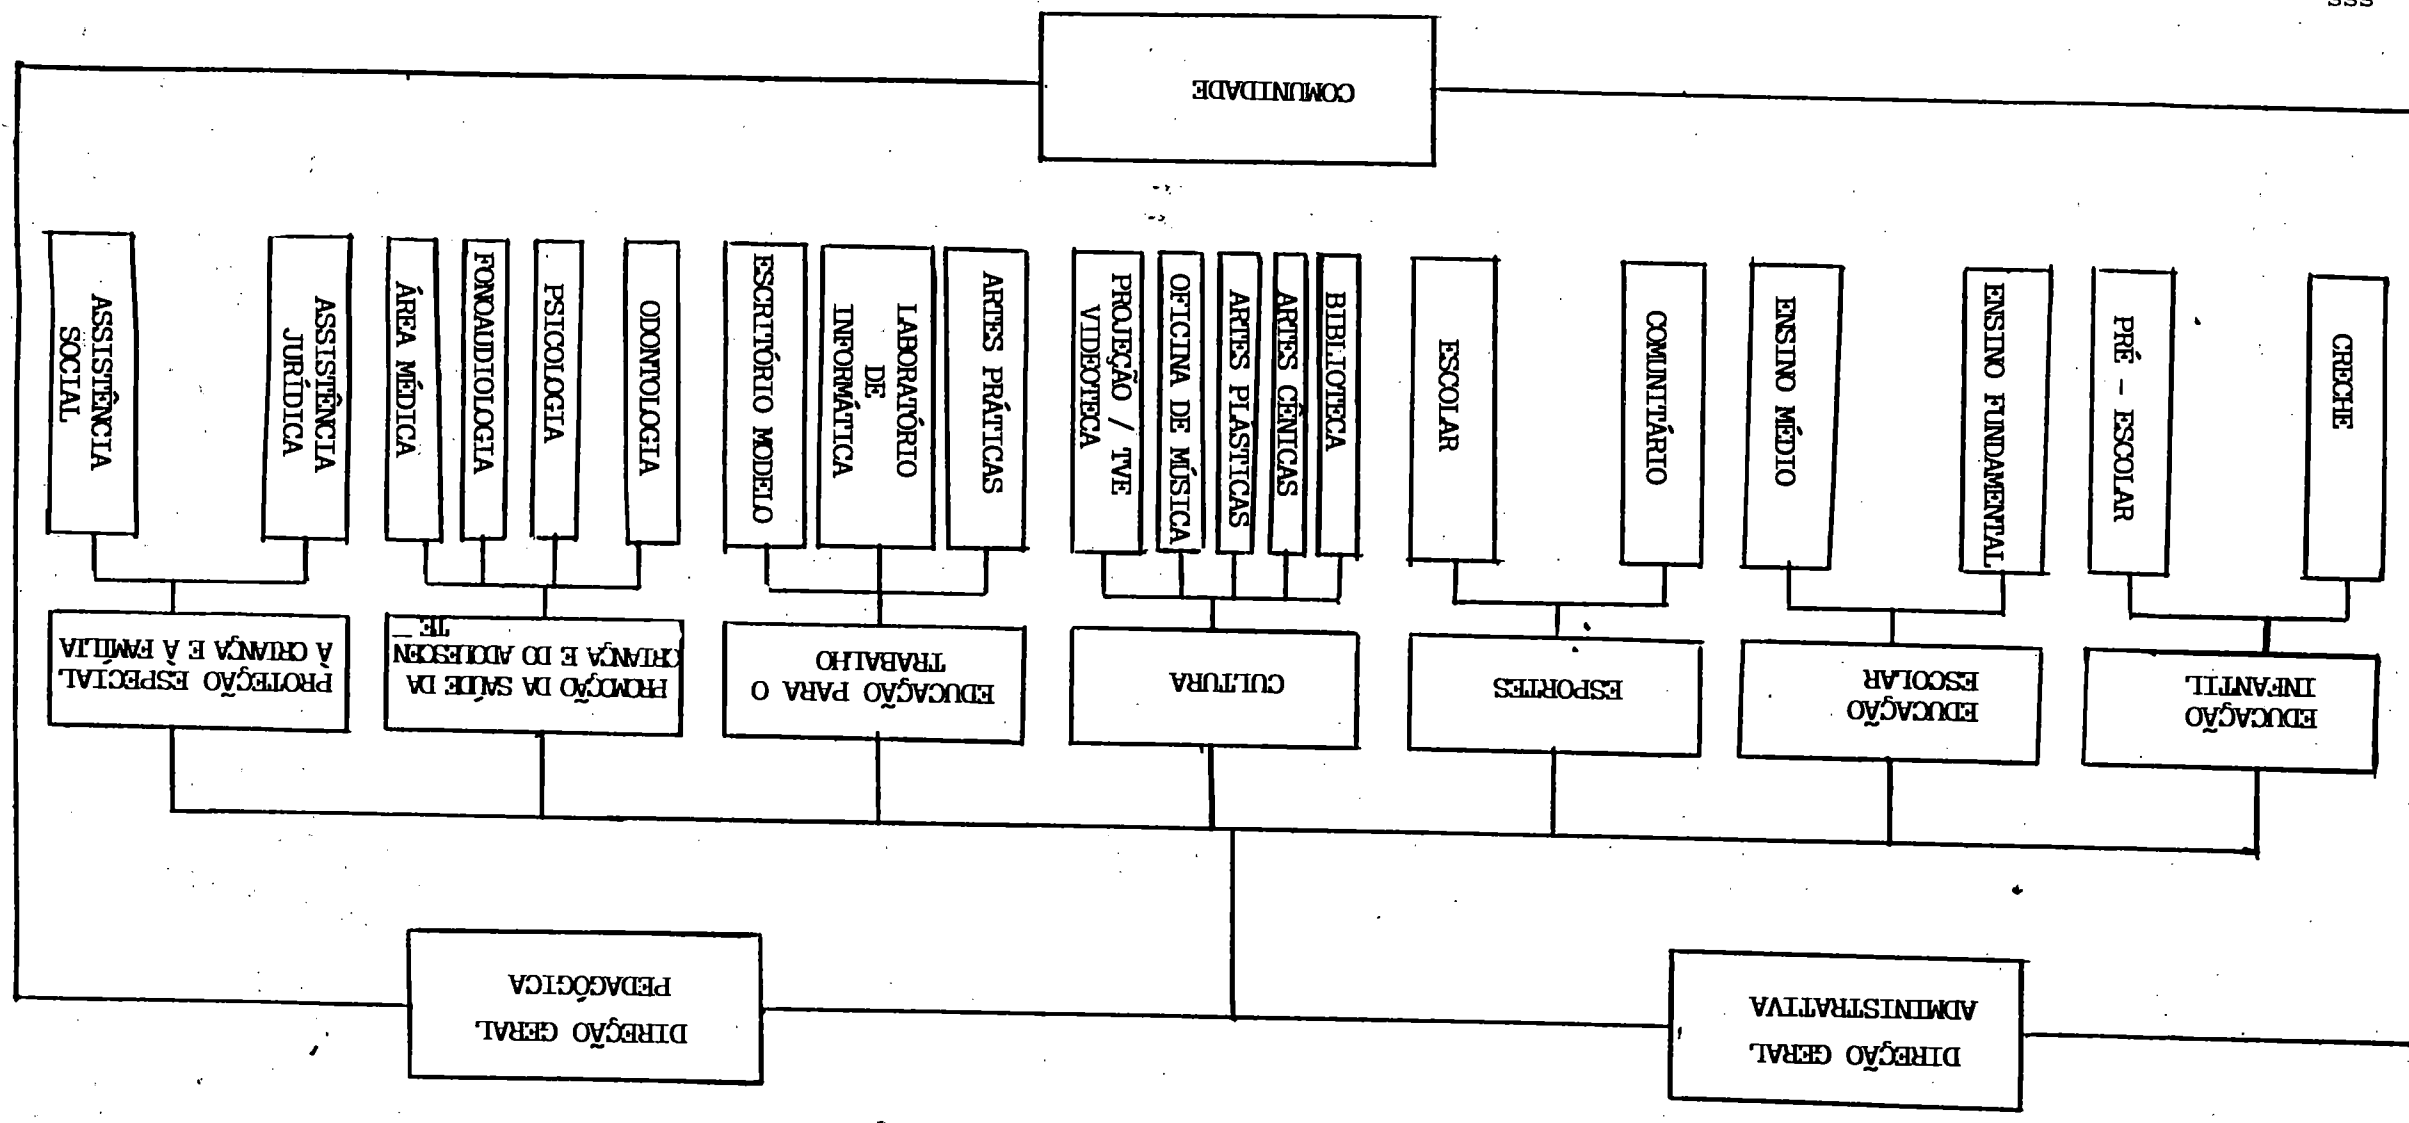 DIREÇÃO GERAL
ADMINISTRATIVA
DIREÇÃO GERAL
PEDAGÓGICA
EDUCAÇÃO
INFANTIL
EDUCAÇÃO
ESCOLAR
ESPORTES
CULTURA
EDUCAÇÃO PARA O
TRABALHO
PROMOÇÃO DA SAÚDE DA
CRIANÇA E DO ADOLESCEN
TE _
PROTEÇÃO ESPECIAL
À CRIANÇA E À FAMÍLIA
CRECHE
PRÉ - ESCOLAR
ENSINO FUNDAMENTAL
ENSINO MÉDIO
COMUNITÁRIO
ESCOLAR
BIBLIOTECA
ARTES CÊNICAS
ARTES PLÁSTICAS
OFICINA DE MÚSICA
PROJEÇÃO / TVE
VIDEOTECA
ARTES PRÁTICAS
LABORATÓRIO
DE
INFORMÁTICA
ESCRITÓRIO MODELO
ODONTOLOGIA
PSICOLOGIA
FONOAUDIOLOGIA
ÁREA MÉDICA
ASSISTÊNCIA
JURÍDICA
ASSISTÊNCIA
SOCIAL
COMUNIDADE